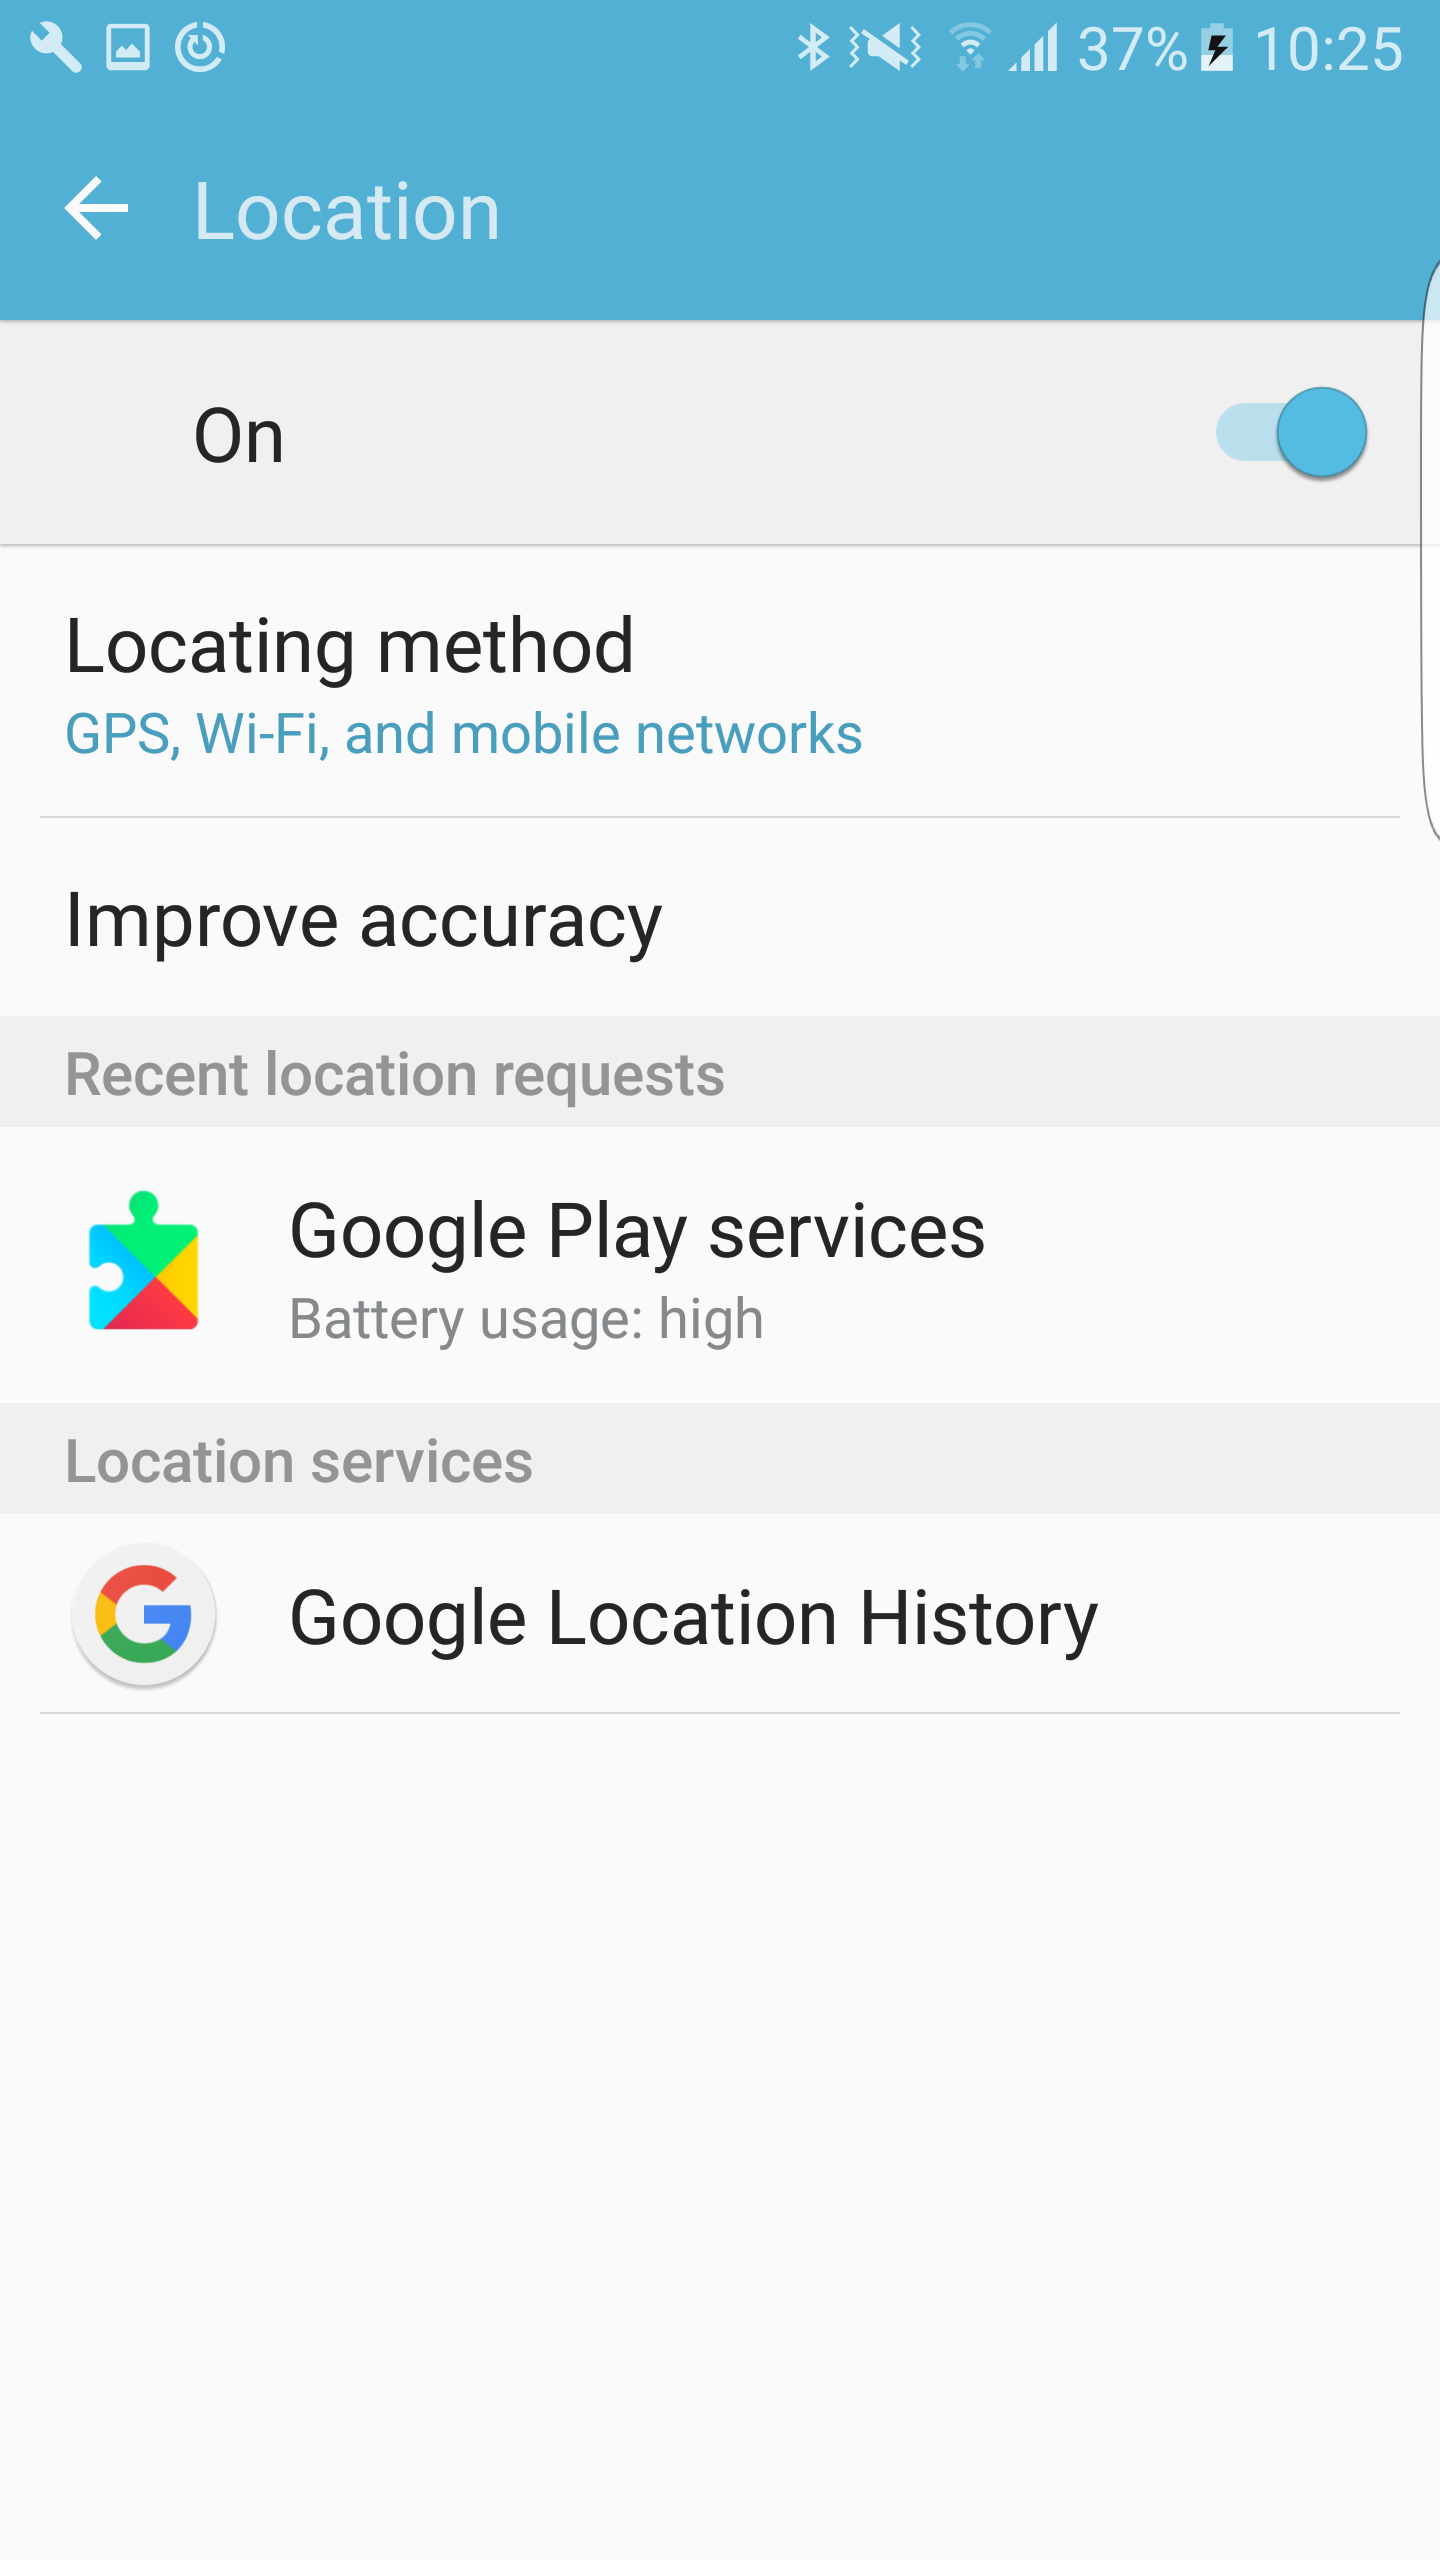 37% 10:25
Location
On
Locating method
GPS, Wi-Fi, and mobile networks
Improve accuracy
Recent location requests
Google Play services
Battery usage: high
Location services
Google Location History